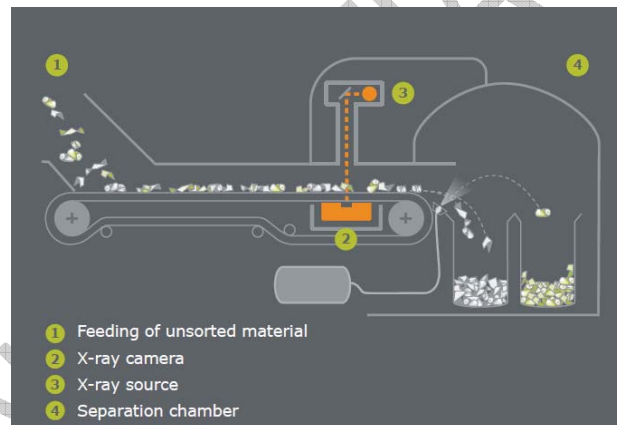 1
4
3
2
1 Feeding of unsorted material
2 X-ray camera
3 X-ray source
4 Separation chamber